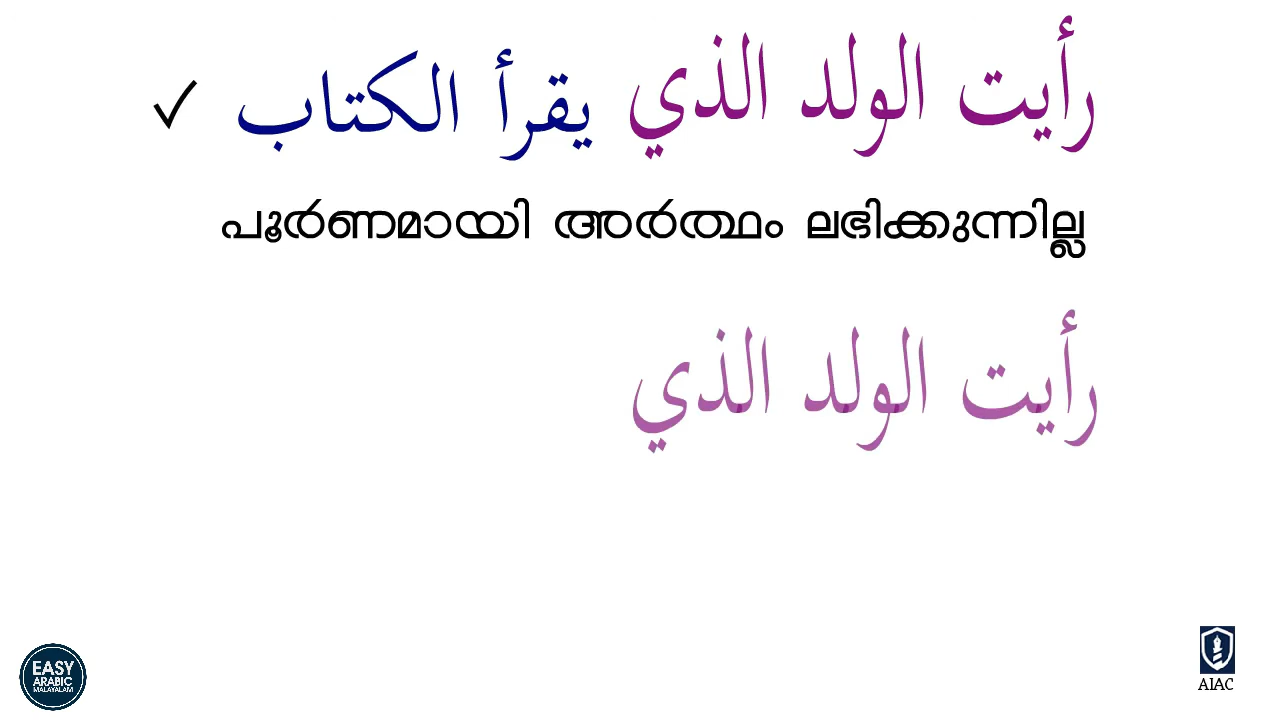 رأيت الولد الذي يقرأ الكتاب ✓
പൂർണമായി അർത്ഥം ലഭിക്കുന്നില്ല
رأيت الولد الذي
EASY
ARABIC
MALAYALAM
AIAC